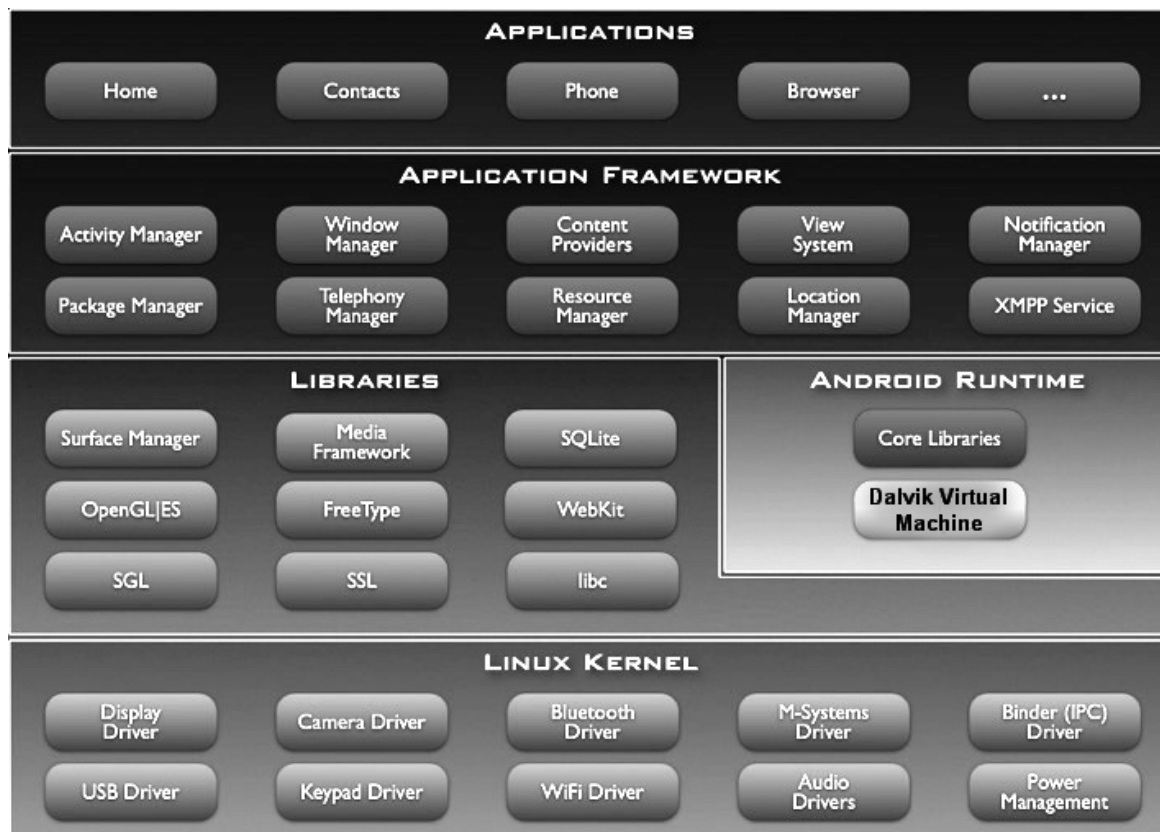 APPLICATIONS
Home
Contacts
Phone
Browser
...
APPLICATION FRAMEWORK
Activity Manager
Window
Manager
Content
Providers
View
System
Notification
Manager
Package Manager
Telephony
Manager
Resource
Manager
Location
Manager
XMPP Service
LIBRARIES
Surface Manager
Media
Framework
SQLite
OpenGL|ES
FreeType
WebKit
SGL
SSL
libc
ANDROID RUNTIME
Core Libraries
Dalvik Virtual
Machine
LINUX KERNEL
Display
Driver
Camera Driver
Bluetooth
Driver
M-Systems
Driver
Binder (IPC)
Driver
USB Driver
Keypad Driver
WiFi Driver
Audio
Drivers
Power
Management